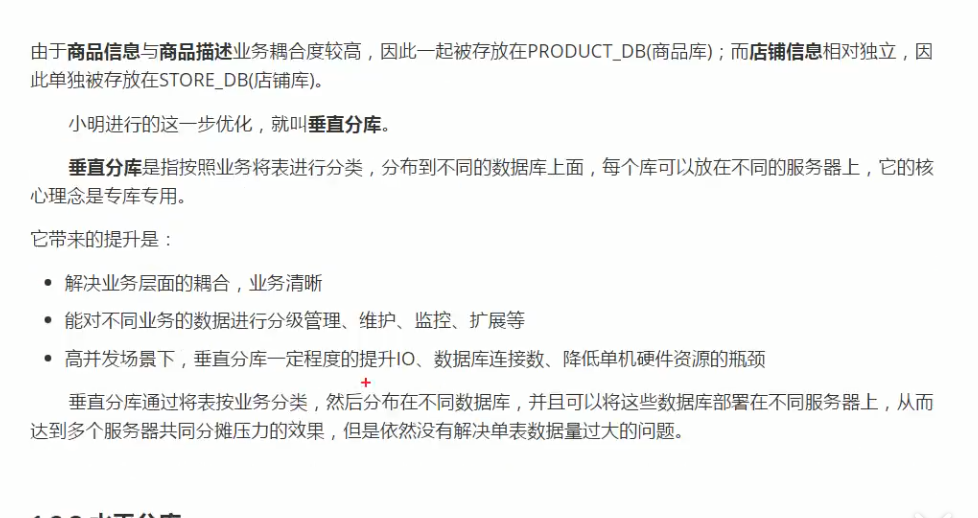 由于商品信息与商品描述业务耦合度较高，因此一起被存放在PRODUCT_DB(商品库)；而店铺信息相对独立，因
此单独被存放在STORE_DB(店铺库)。
小明进行的这一步优化，就叫垂直分库。
垂直分库是指按照业务将表进行分类，分布到不同的数据库上面，每个库可以放在不同的服务器上，它的核
心理念是专库专用。
它带来的提升是：
• 解决业务层面的耦合，业务清晰
• 能对不同业务的数据进行分级管理、维护、监控、扩展等
• 高并发场景下，垂直分库一定程度的提升IO、数据库连接数、降低单机硬件资源的瓶颈
垂直分库通过将表按业务分类，然后分布在不同数据库，并且可以将这些数据库部署在不同服务器上，从而
达到多个服务器共同分摊压力的效果，但是依然没有解决单表数据量过大的问题。